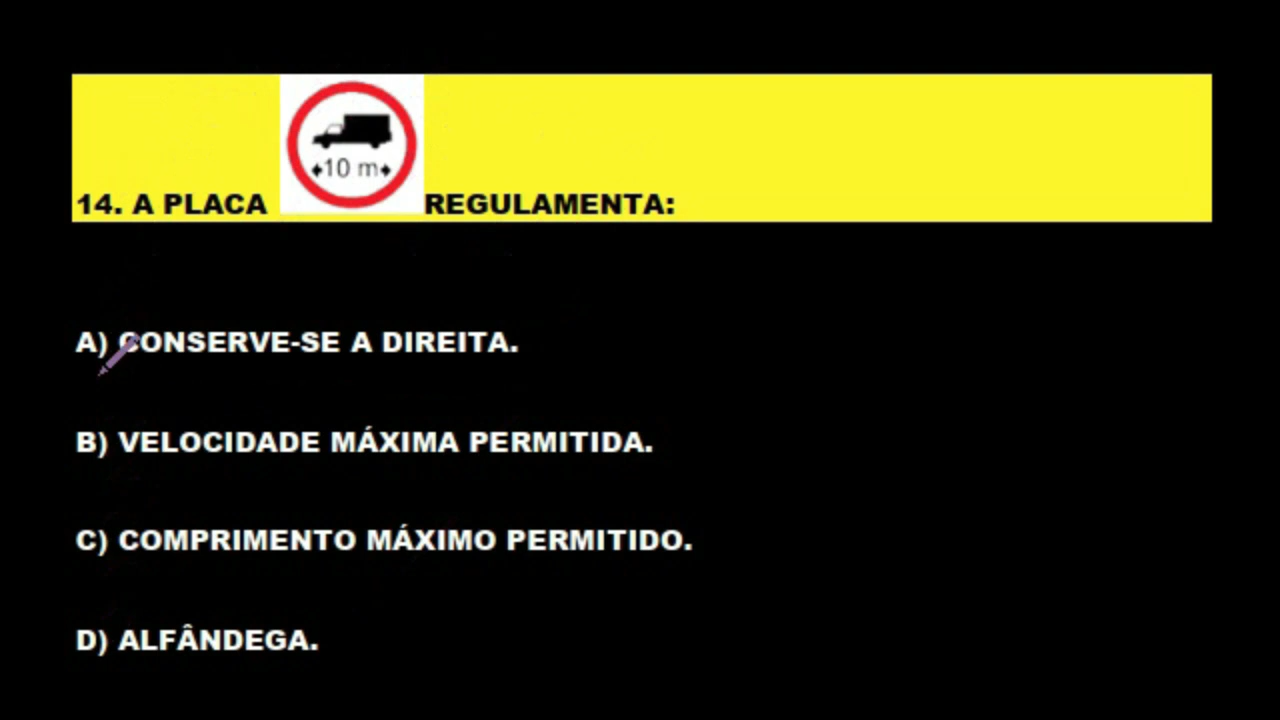 10 m
14. A PLACA REGULAMENTA:
A) CONSERVE-SE A DIREITA.
B) VELOCIDADE MÁXIMA PERMITIDA.
C) COMPRIMENTO MÁXIMO PERMITIDO.
D) ALFÂNDEGA.